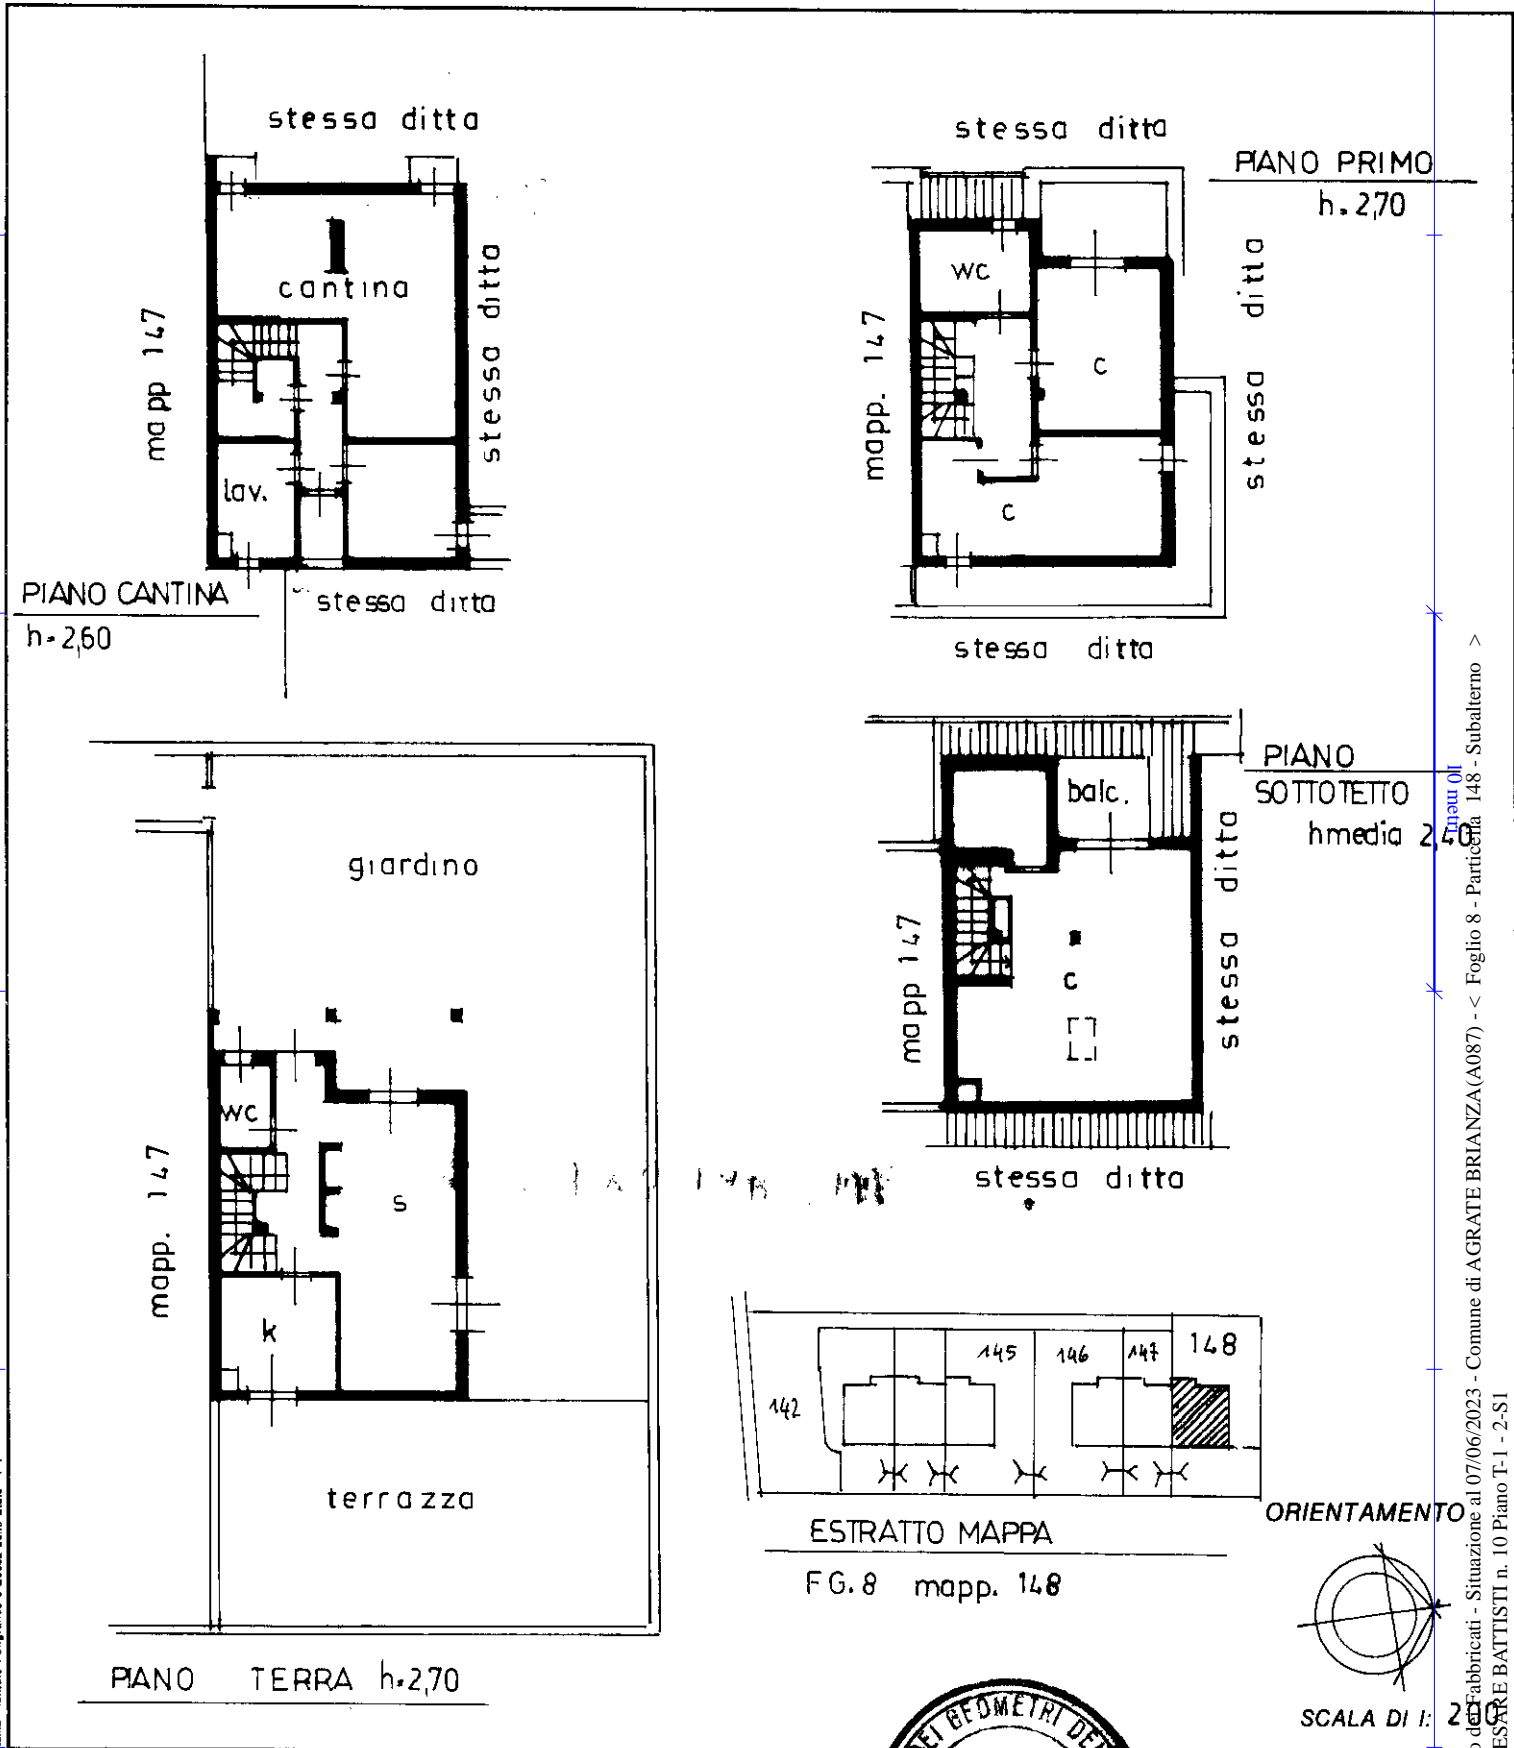 stessa ditta
mapp 147
cantina
stessa ditta
lav.
PIANO CANTINA
h=2,60
stessa ditta
stessa ditta
PIANO PRIMO
h.2,70
mapp. 147
wc
c
c
stessa ditta
stessa ditta
giardino
mapp. 147
wc
s
k
terrazza
PIANO TERRA h=2,70
PIANO
SOTTOTETTO
hmedia 2,40
balc.
mapp 147
c
stessa ditta
stessa ditta
142
145
146
147
148
ESTRATTO MAPPA
FG.8 mapp. 148
ORIENTAMENTO
SCALA DI 1: 200
DEI GEOMETRI
10 metri
Fabbricati - Situazione al 07/06/2023 - Comune di AGRATE BRIANZA(A087) - < Foglio 8 - Particella 148 - Subalterno >
ESARE BATTISTI n. 10 Piano T-1 - 2-S1